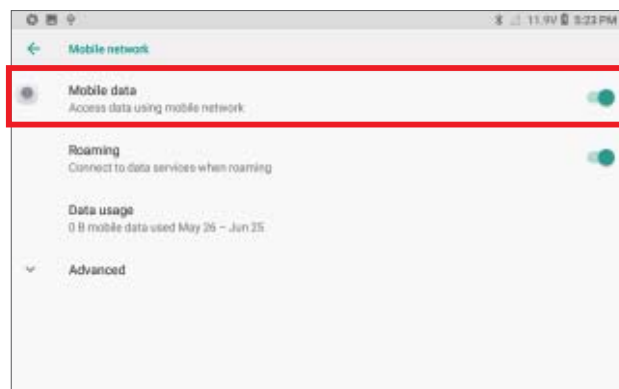 11.9V 5:23 PM
Mobile network
Mobile data
Access data using mobile network
Roaming
Connect to data services when roaming
Data usage
0 B mobile data used May 26 – Jun 25
Advanced